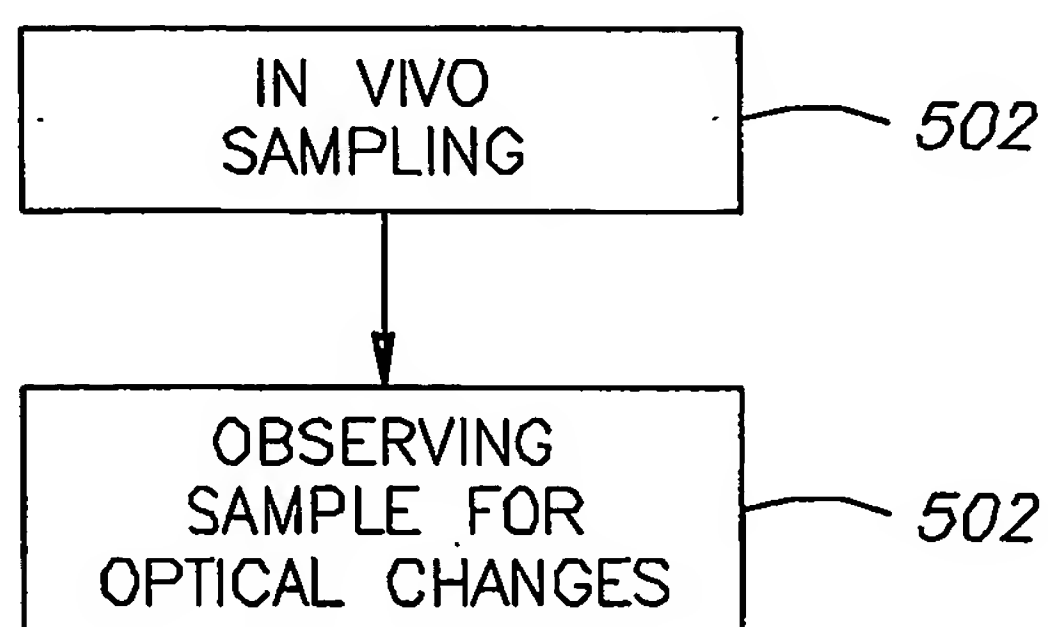 IN VIVO
SAMPLING
502
OBSERVING
SAMPLE FOR
OPTICAL CHANGES
502